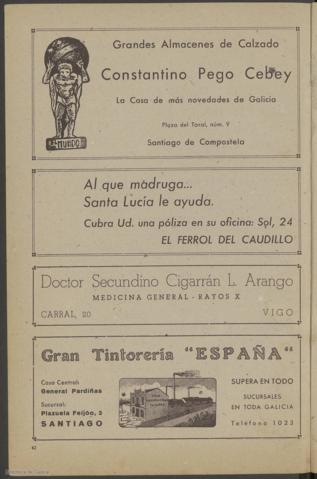 Grandes Almacenes de Calzado
Constantino Pego Cebey
La Casa de más novedades de Galicia
Plaza del Toral, núm. 9
Santiago de Compostela
EL MUNDO
Al que madruga...
Santa Lucía le ayuda.
Cubra Ud. una póliza en su oficina: Sol, 24
EL FERROL DEL CAUDILLO
Doctor Secundino Cigarrán L. Arango
MEDICINA GENERAL - RAYOS X
CARRAL, 20 VIGO
Gran Tintorería "ESPAÑA"
Casa Central:
General Pardiñas
Sucursal:
Plazuela Feijóo, 3
SANTIAGO
SUPERA EN TODO
SUCURSALES
EN TODA GALICIA
Teléfono 1023
62